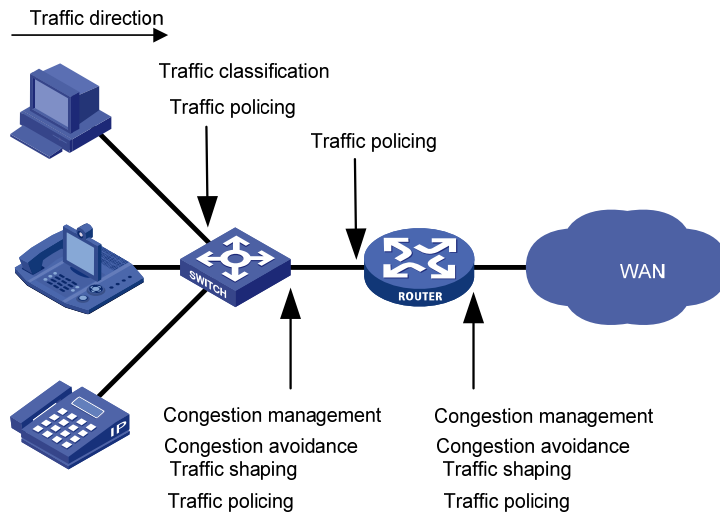 Traffic direction
Traffic classification
Traffic policing
Traffic policing
SWITCH
ROUTER
WAN
IP
Congestion management
Congestion avoidance
Traffic shaping
Traffic policing
Congestion management
Congestion avoidance
Traffic shaping
Traffic policing